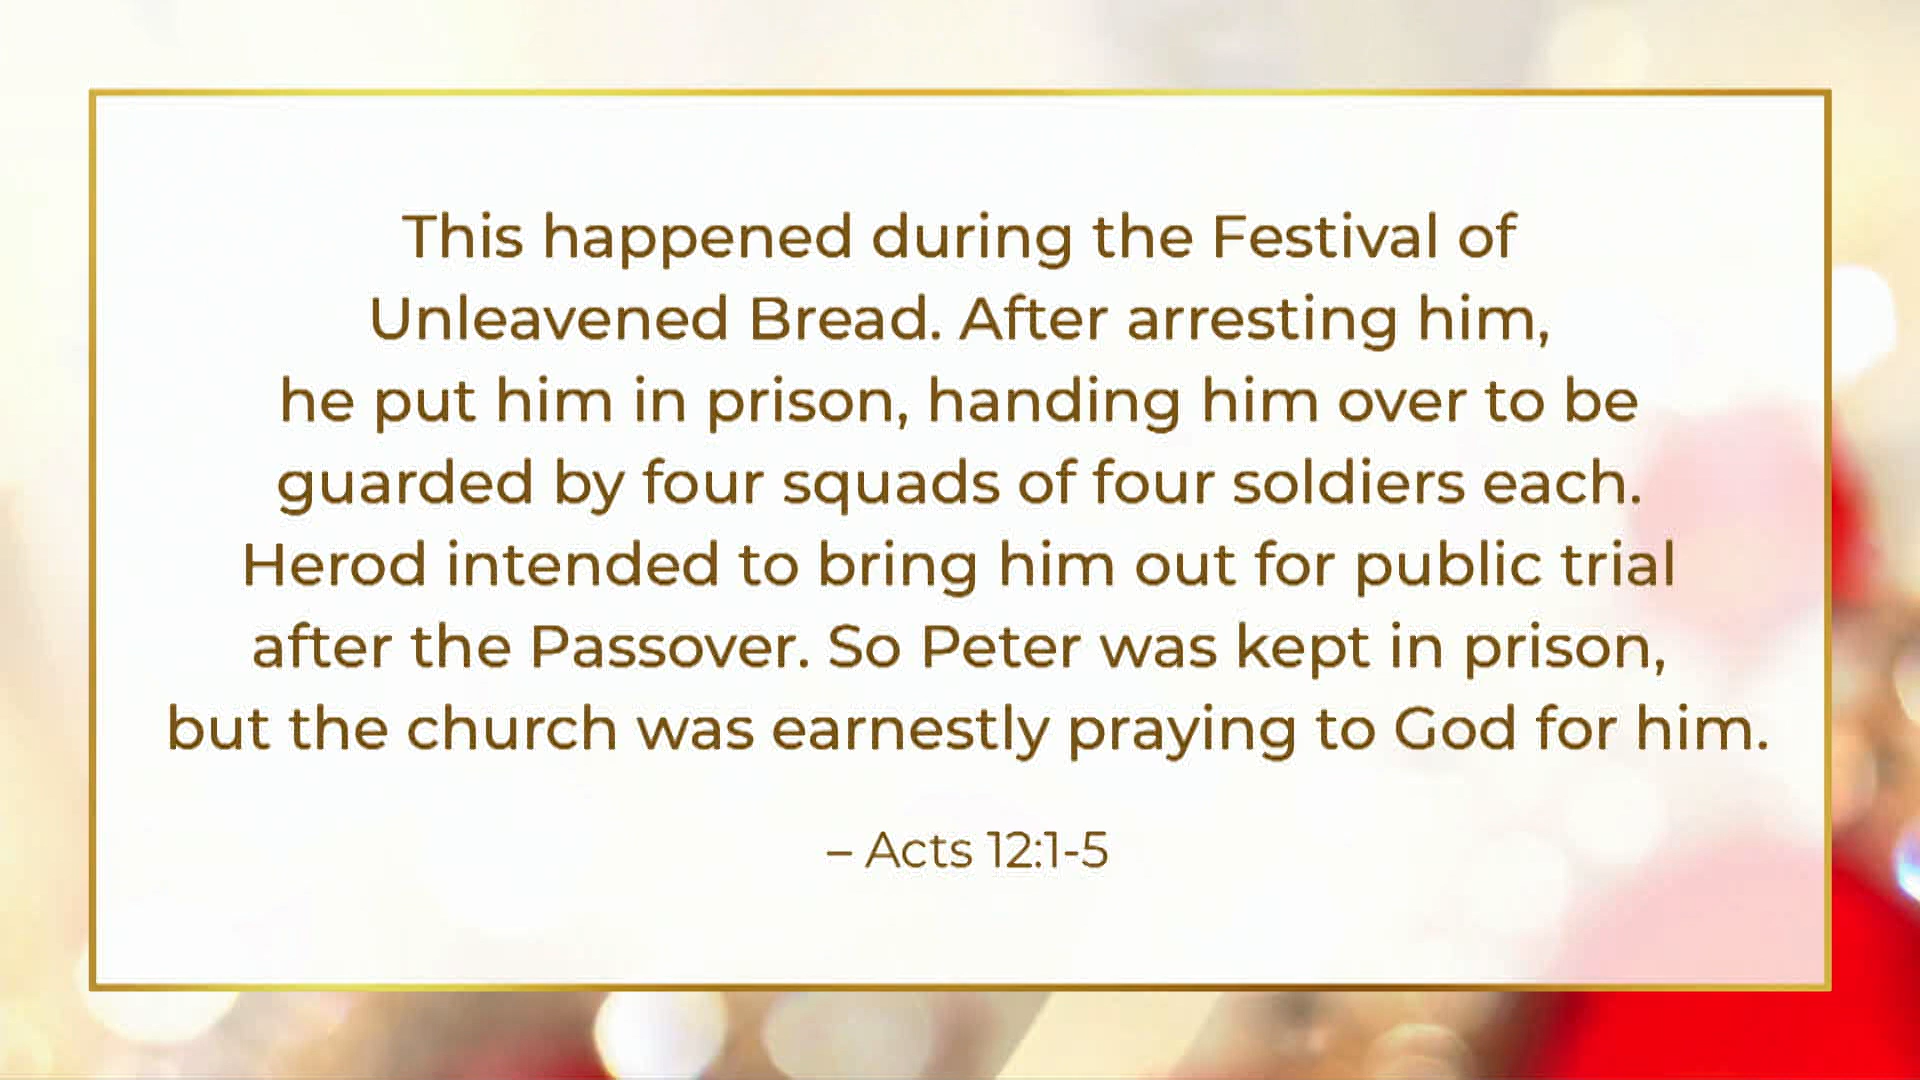 This happened during the Festival of
Unleavened Bread. After arresting him,
he put him in prison, handing him over to be
guarded by four squads of four soldiers each.
Herod intended to bring him out for public trial
after the Passover. So Peter was kept in prison,
but the church was earnestly praying to God for him.
– Acts 12:1-5